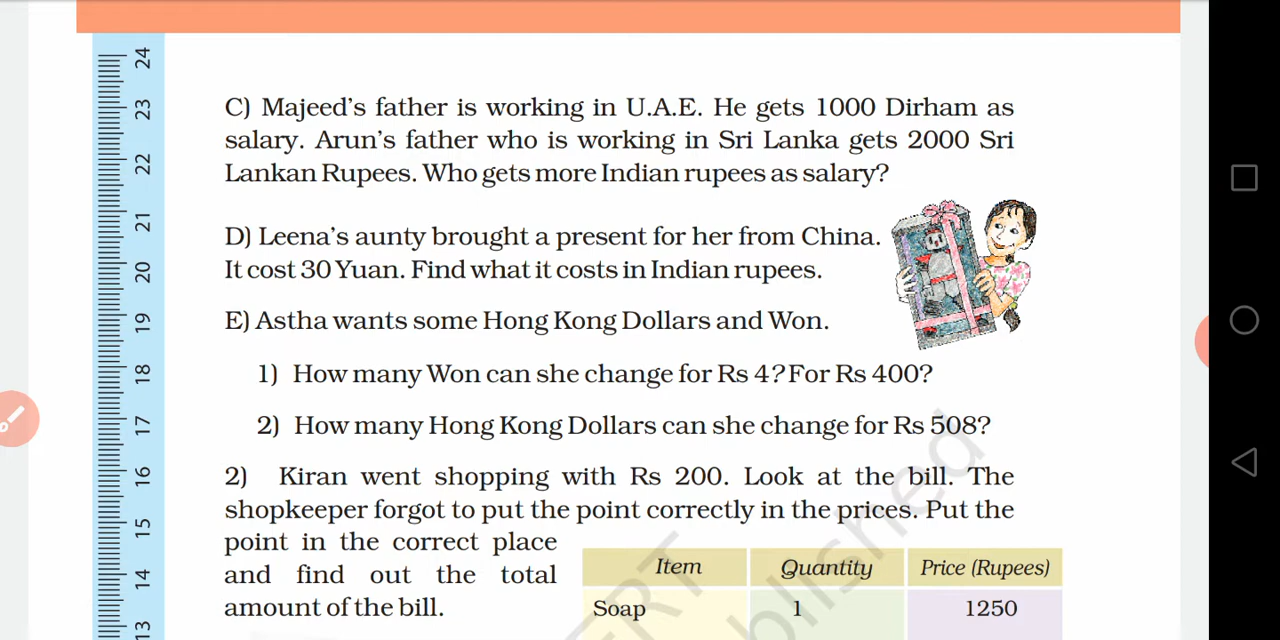 24
23
22
21
20
19
18
17
16
15
14
13
C) Majeed's father is working in U.A.E. He gets 1000 Dirham as
salary. Arun's father who is working in Sri Lanka gets 2000 Sri
Lankan Rupees. Who gets more Indian rupees as salary?
D) Leena's aunty brought a present for her from China.
It cost 30 Yuan. Find what it costs in Indian rupees.
E) Astha wants some Hong Kong Dollars and Won.
1) How many Won can she change for Rs 4? For Rs 400?
2) How many Hong Kong Dollars can she change for Rs 508?
2) Kiran went shopping with Rs 200. Look at the bill. The
shopkeeper forgot to put the point correctly in the prices. Put the
point in the correct place
and find out the total
amount of the bill.
Item Quantity Price (Rupees)
Soap 1 1250